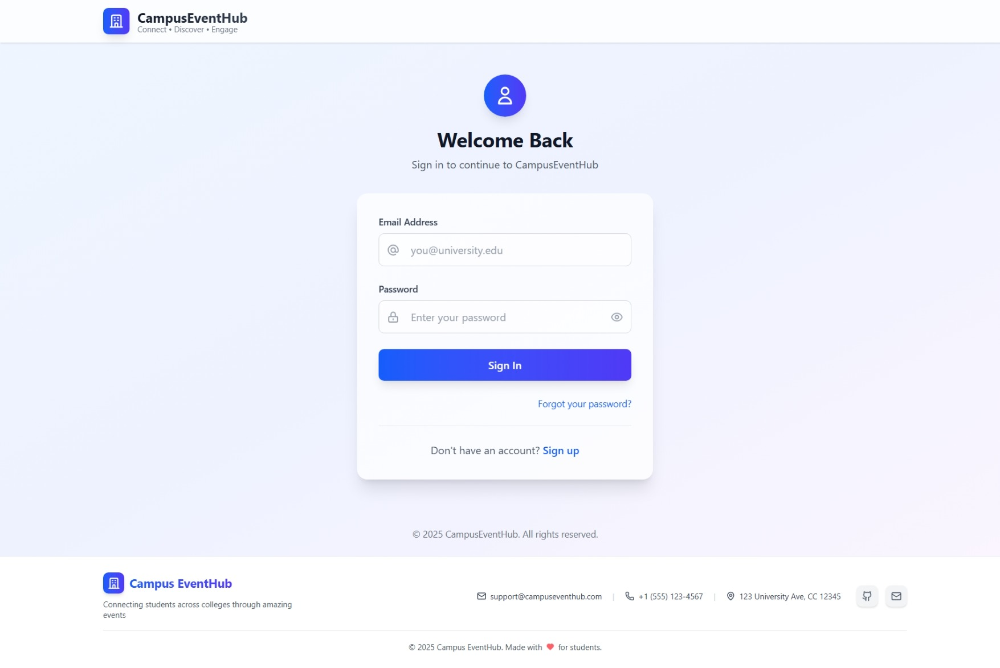 CampusEventHub
Connect • Discover • Engage
Welcome Back
Sign in to continue to CampusEventHub
Email Address
you@university.edu
Password
Enter your password
Sign In
Forgot your password?
Don't have an account? Sign up
© 2025 CampusEventHub. All rights reserved.
Campus EventHub
Connecting students across colleges through amazing
events
support@campuseventhub.com | +1 (555) 123-4567 | 123 University Ave, CC 12345
© 2025 Campus EventHub. Made with ❤ for students.